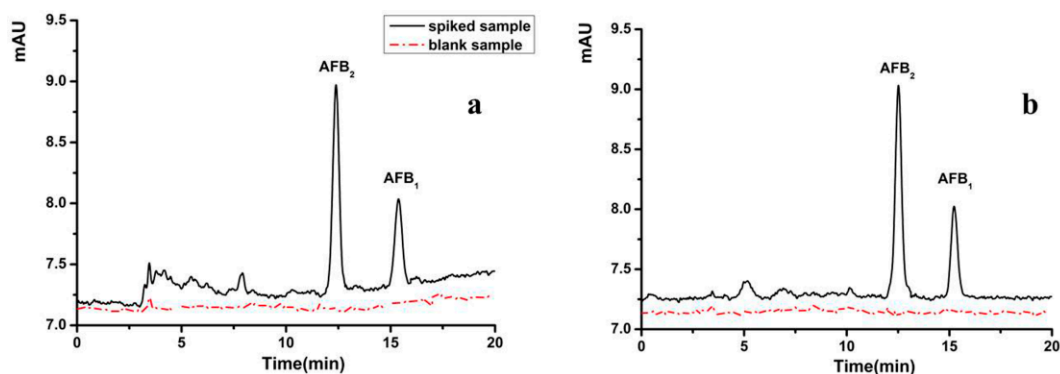 mAU
9.5
9.0
8.5
8.0
7.5
7.0
spiked sample
blank sample
AFB₂
AFB₁
a
0 5 10 15 20
Time(min)
mAU
9.5
9.0
8.5
8.0
7.5
7.0
AFB₂
AFB₁
b
0 5 10 15 20
Time(min)